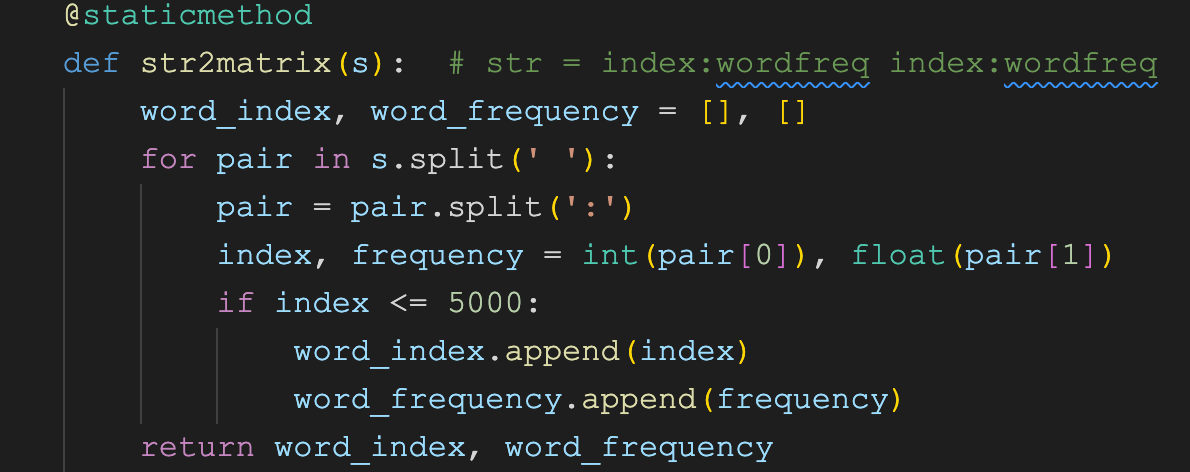 @staticmethod
def str2matrix(s):  # str = index:wordfreq index:wordfreq
    word_index, word_frequency = [], []
    for pair in s.split(' '):
        pair = pair.split(':')
        index, frequency = int(pair[0]), float(pair[1])
        if index <= 5000:
            word_index.append(index)
            word_frequency.append(frequency)
    return word_index, word_frequency